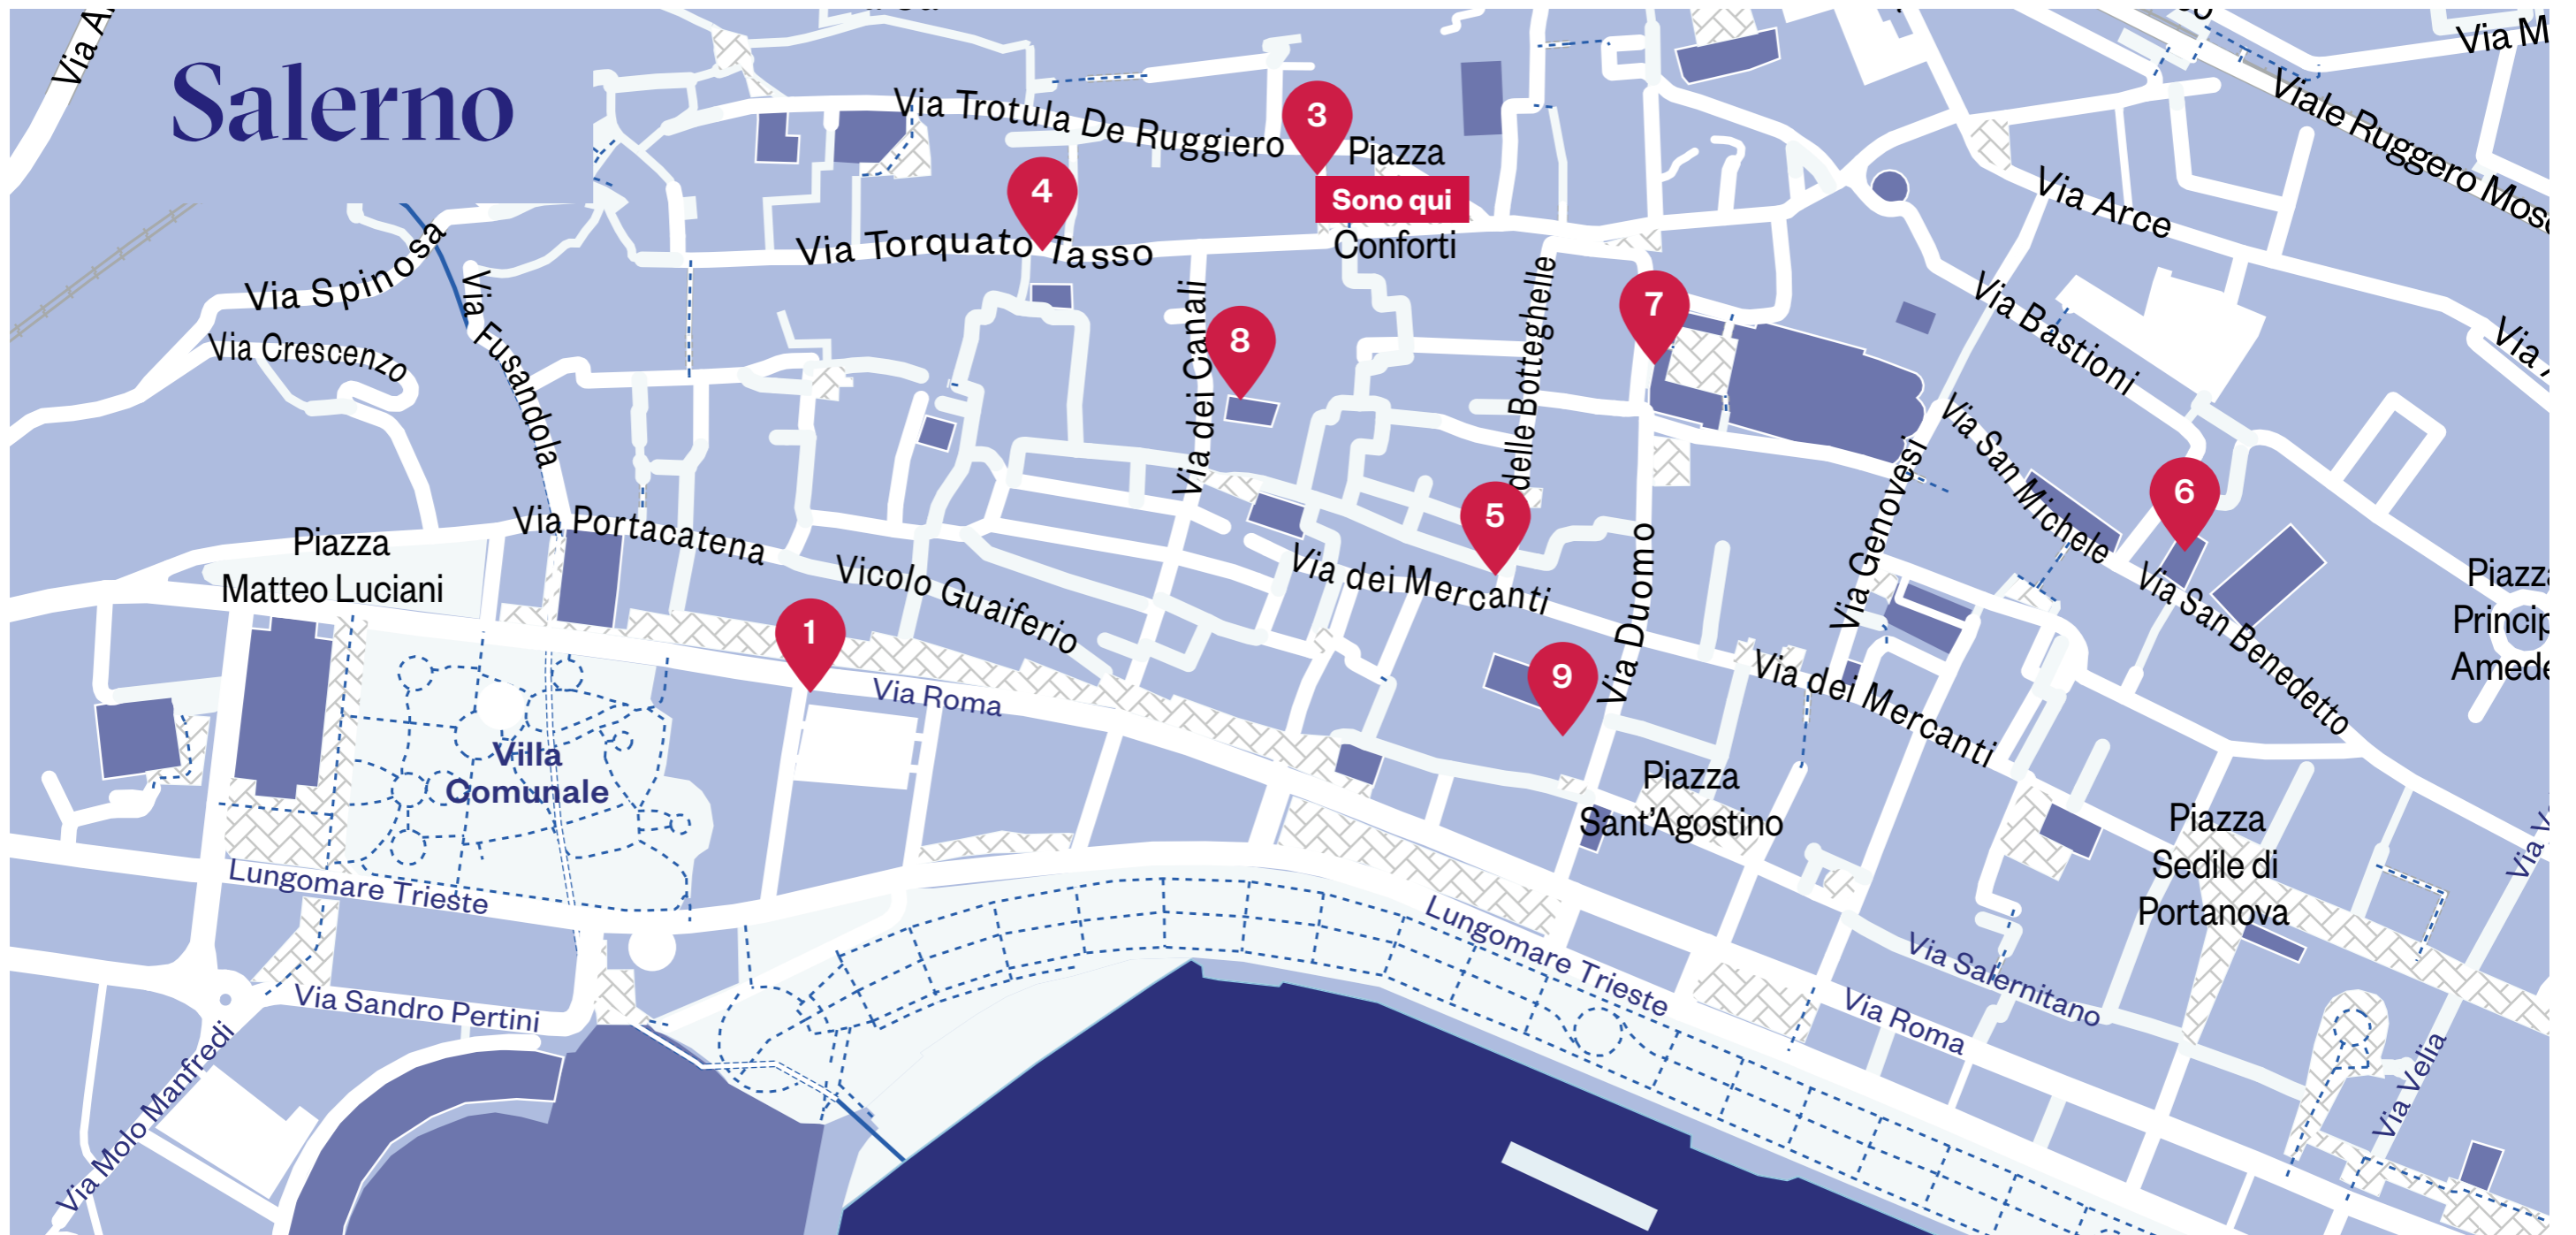 Salerno
Via Trotula De Ruggiero
3
Piazza
Sono qui
Conforti
4
Via Torquato Tasso
Viale Ruggero
Via Arce
Via Spinosa
Via Crescenzo
Via Fusandola
Via dei Canali
8
delle Botteghelle
7
Via Bastioni
Via San Michele
Via Genovesi
6
5
Piazza
Matteo Luciani
Via Portacatena
Vicolo Guaiferio
Via dei Mercanti
Via Duomo
Via San Benedetto
1
9
Via Roma
Via dei Mercanti
Villa
Comunale
Piazza
Sant'Agostino
Piazza
Sedile di
Portanova
Lungomare Trieste
Lungomare Trieste
Via Salernitano
Via Roma
Via Sandro Pertini
Via Molo Manfredi
Via Velia